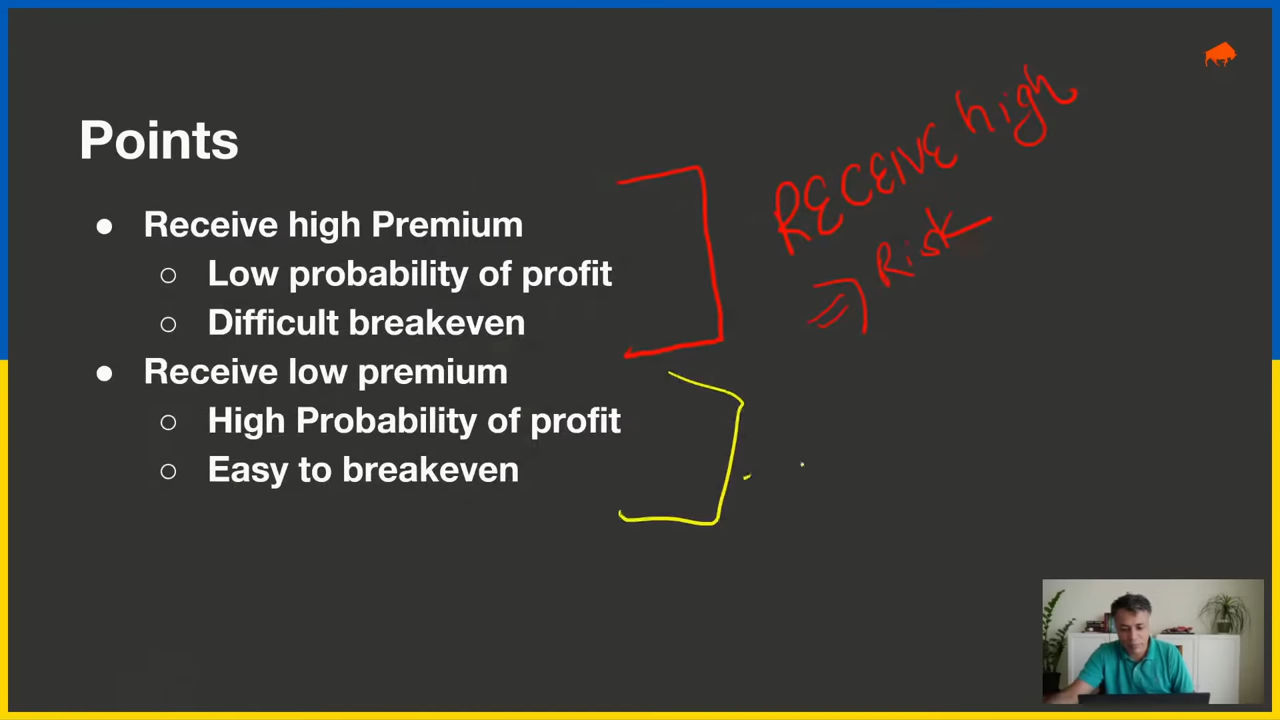 Points
● Receive high Premium
○ Low probability of profit
○ Difficult breakeven
● Receive low premium
○ High Probability of profit
○ Easy to breakeven
RECEIVE high
⇒ Risk